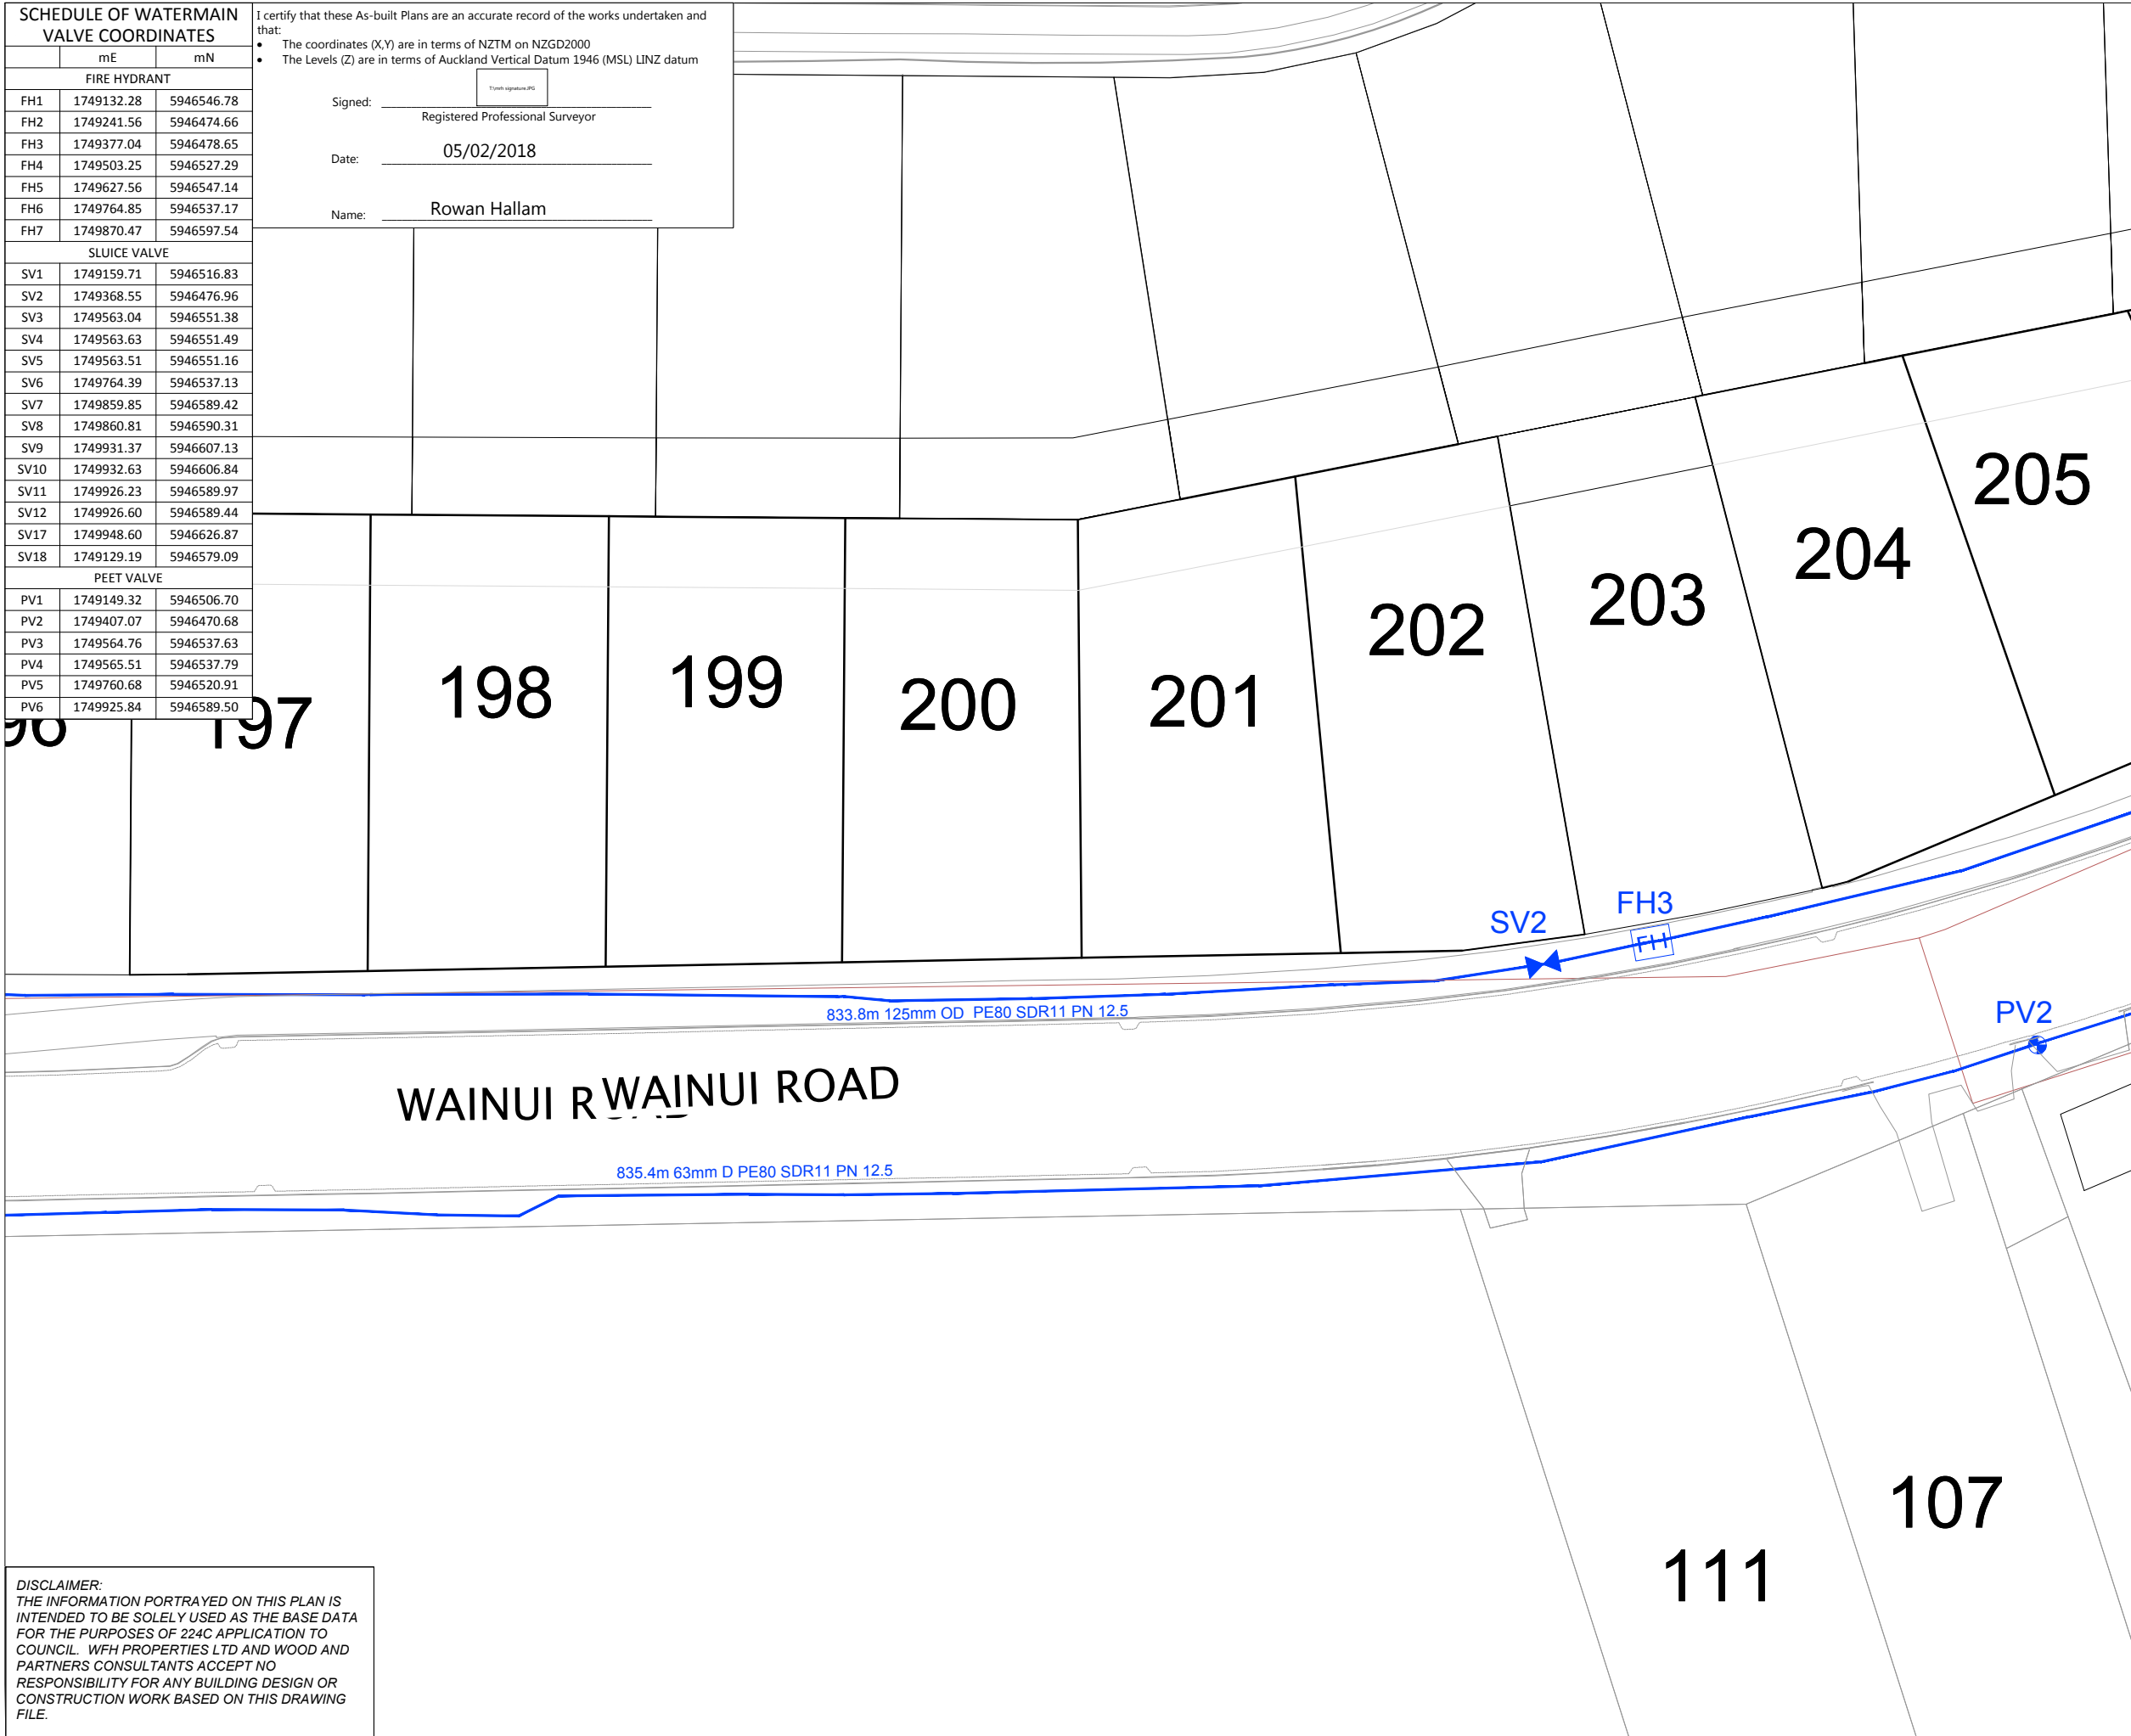 SCHEDULE OF WATERMAIN
VALVE COORDINATES
mE mN
FIRE HYDRANT
FH1 1749132.28 5946546.78
FH2 1749241.56 5946474.66
FH3 1749377.04 5946478.65
FH4 1749503.25 5946527.29
FH5 1749627.56 5946547.14
FH6 1749764.85 5946537.17
FH7 1749870.47 5946597.54
SLUICE VALVE
SV1 1749159.71 5946516.83
SV2 1749368.55 5946476.96
SV3 1749563.04 5946551.38
SV4 1749563.63 5946551.49
SV5 1749563.51 5946551.16
SV6 1749764.39 5946537.13
SV7 1749859.85 5946589.42
SV8 1749860.81 5946590.31
SV9 1749931.37 5946607.13
SV10 1749932.63 5946606.84
SV11 1749926.23 5946589.97
SV12 1749926.60 5946589.44
SV17 1749948.60 5946626.87
SV18 1749129.19 5946579.09
PEET VALVE
PV1 1749149.32 5946506.70
PV2 1749407.07 5946470.68
PV3 1749564.76 5946537.63
PV4 1749565.51 5946537.79
PV5 1749760.68 5946520.91
PV6 1749925.84 5946589.50
I certify that these As-built Plans are an accurate record of the works undertaken and
that:
• The coordinates (X,Y) are in terms of NZTM on NZGD2000
• The Levels (Z) are in terms of Auckland Vertical Datum 1946 (MSL) LINZ datum
Signed:
Registered Professional Surveyor
Date: 05/02/2018
Name: Rowan Hallam
205
204
203
202
201
200
199
198
197
96
SV2
FH3
FH
833.8m 125mm OD PE80 SDR11 PN 12.5
PV2
WAINUI ROAD
WAINUI ROAD
835.4m 63mm D PE80 SDR11 PN 12.5
107
111
DISCLAIMER:
THE INFORMATION PORTRAYED ON THIS PLAN IS
INTENDED TO BE SOLELY USED AS THE BASE DATA
FOR THE PURPOSES OF 224C APPLICATION TO
COUNCIL. WFH PROPERTIES LTD AND WOOD AND
PARTNERS CONSULTANTS ACCEPT NO
RESPONSIBILITY FOR ANY BUILDING DESIGN OR
CONSTRUCTION WORK BASED ON THIS DRAWING
FILE.